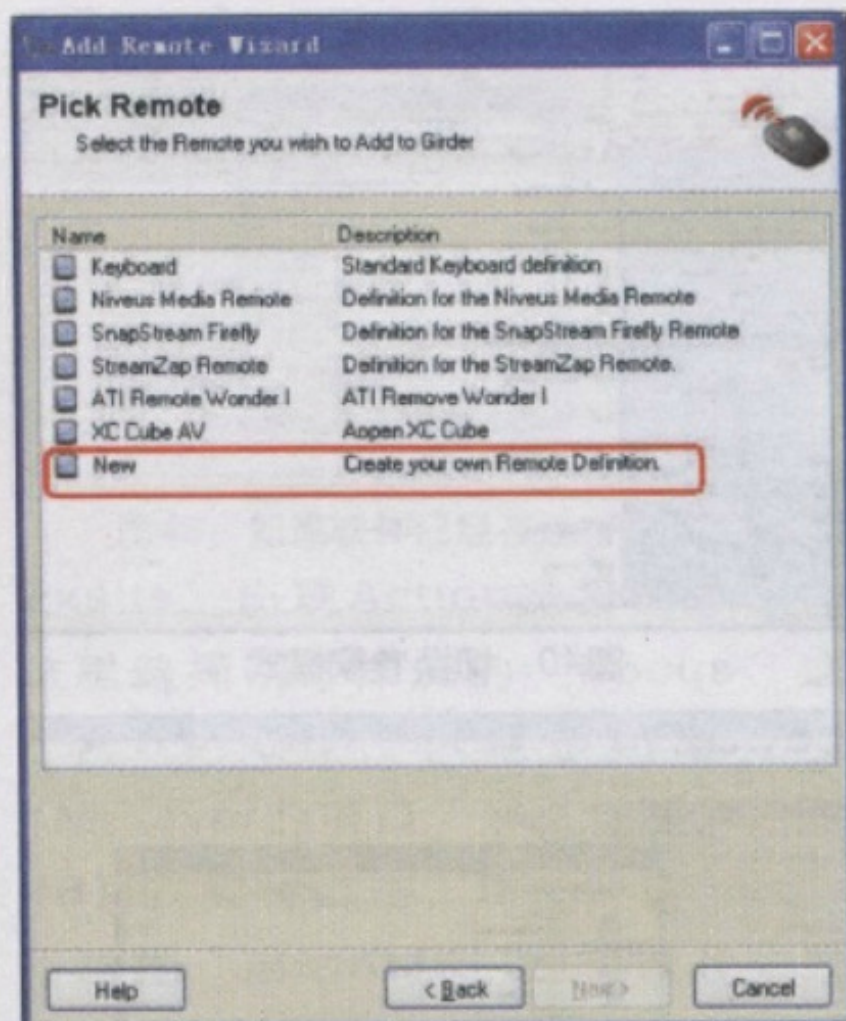 Add Remote Wizard
Pick Remote
Select the Remote you wish to Add to Girder
Name Description
Keyboard Standard Keyboard definition
Niveus Media Remote Definition for the Niveus Media Remote
SnapStream Firefly Definition for the SnapStream Firefly Remote
StreamZap Remote Definition for the StreamZap Remote.
ATI Remote Wonder I ATI Remove Wonder I
XC Cube AV Aopen XC Cube
New Create your own Remote Definition.
Help < Back Next > Cancel